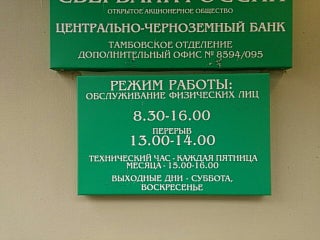 СБЕРБАНК РОССИИ
ОТКРЫТОЕ АКЦИОНЕРНОЕ ОБЩЕСТВО
ЦЕНТРАЛЬНО-ЧЕРНОЗЕМНЫЙ БАНК
ТАМБОВСКОЕ ОТДЕЛЕНИЕ
ДОПОЛНИТЕЛЬНЫЙ ОФИС № 8594/095
РЕЖИМ РАБОТЫ:
ОБСЛУЖИВАНИЕ ФИЗИЧЕСКИХ ЛИЦ
8.30-16.00
ПЕРЕРЫВ
13.00-14.00
ТЕХНИЧЕСКИЙ ЧАС - КАЖДАЯ ПЯТНИЦА
МЕСЯЦА - 15.00-16.00
ВЫХОДНЫЕ ДНИ - СУББОТА,
ВОСКРЕСЕНЬЕ